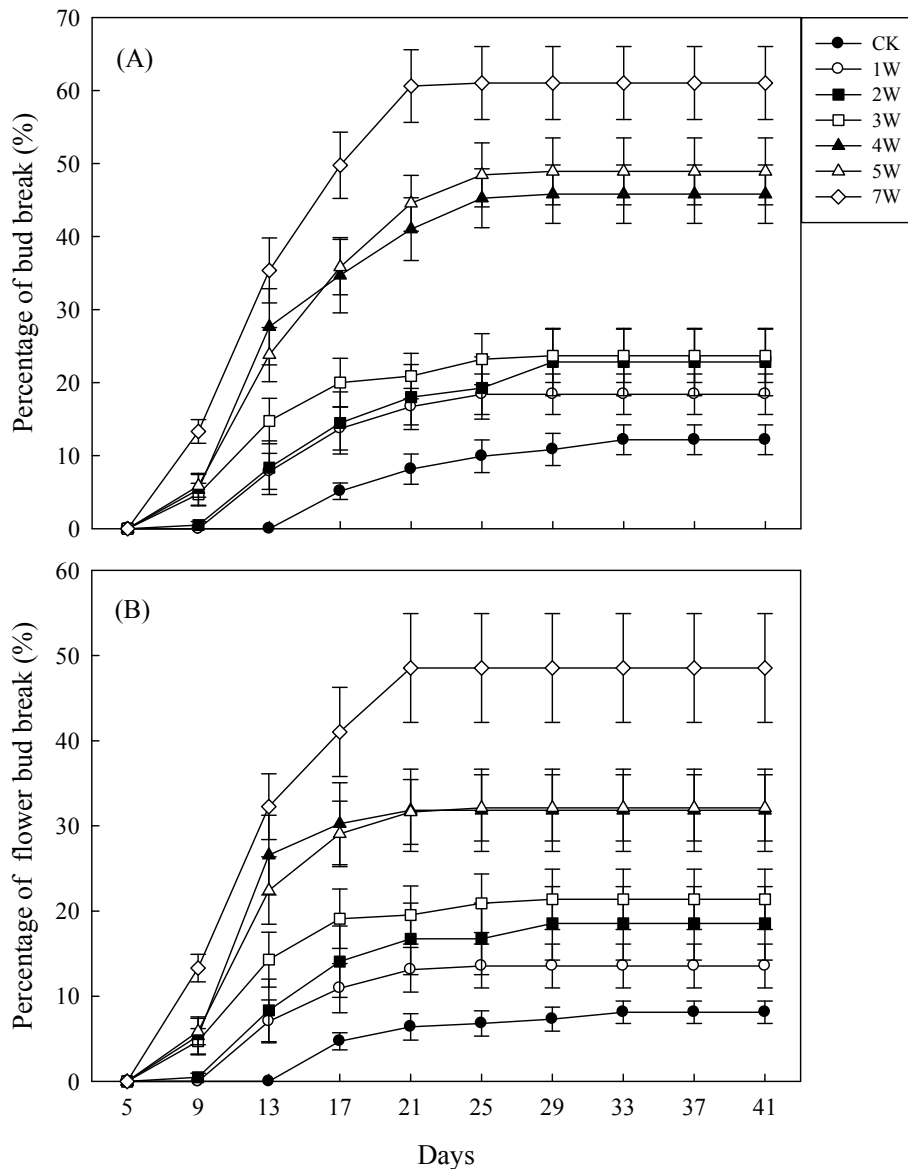 70
60
50
40
30
20
10
0
Percentage of bud break (%)
(A)
CK
1W
2W
3W
4W
5W
7W
60
50
40
30
20
10
0
Percentage of flower bud break (%)
(B)
5 9 13 17 21 25 29 33 37 41
Days